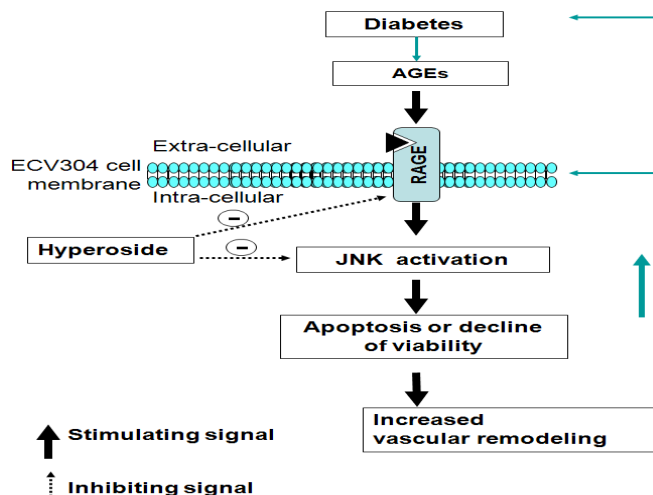 Diabetes
AGEs
Extra-cellular
RAGE
ECV304 cell
membrane
Intra-cellular
−
Hyperoside
−
JNK activation
Apoptosis or decline
of viability
Increased
vascular remodeling
Stimulating signal
Inhibiting signal